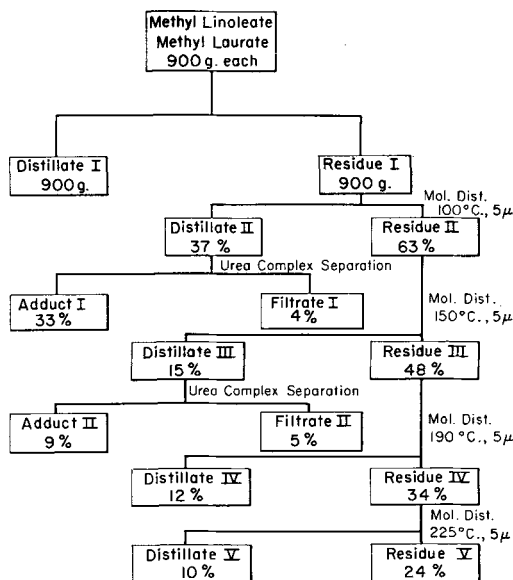 Methyl Linoleate
Methyl Laurate
900 g. each
Distillate I
900 g.
Residue I
900 g.
Mol. Dist.
100°C., 5μ
Distillate II
37 %
Residue II
63 %
Urea Complex Separation
Adduct I
33 %
Filtrate I
4 %
Mol. Dist.
150°C., 5μ
Distillate III
15 %
Residue III
48 %
Urea Complex Separation
Adduct II
9 %
Filtrate II
5 %
Mol. Dist.
190°C., 5μ
Distillate IV
12 %
Residue IV
34 %
Mol. Dist.
225°C., 5μ
Distillate V
10 %
Residue V
24 %